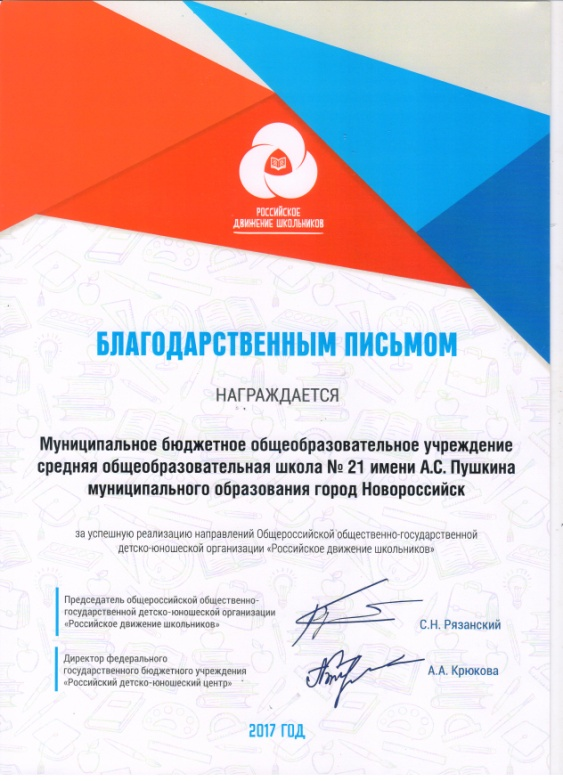 РОССИЙСКОЕ
ДВИЖЕНИЕ ШКОЛЬНИКОВ
БЛАГОДАРСТВЕННЫМ ПИСЬМОМ
НАГРАЖДАЕТСЯ
Муниципальное бюджетное общеобразовательное учреждение
средняя общеобразовательная школа № 21 имени А.С. Пушкина
муниципального образования город Новороссийск
за успешную реализацию направлений Общероссийской общественно-государственной
детско-юношеской организации «Российское движение школьников»
Председатель общероссийской общественно-
государственной детско-юношеской организации
«Российское движение школьников»
С.Н. Рязанский
Директор федерального
государственного бюджетного учреждения
«Российский детско-юношеский центр»
А.А. Крюкова
2017 ГОД